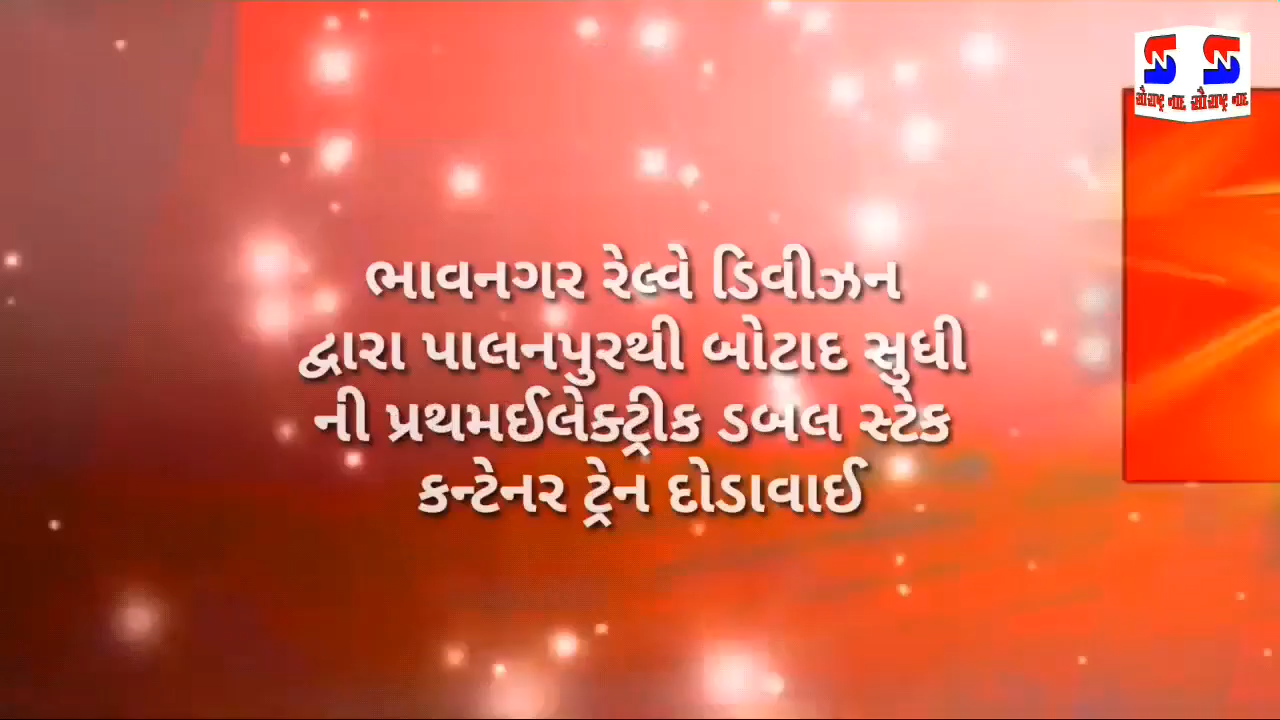 સૌરાષ્ટ્ર નાદ સૌરાષ્ટ્ર નાદ
ભાવનગર રેલ્વે ડિવીઝન
દ્વારા પાલનપુરથી બોટાદ સુધી
ની પ્રથમઈલેક્ટ્રીક ડબલ સ્ટેક
કન્ટેનર ટ્રેન દોડાવાઈ